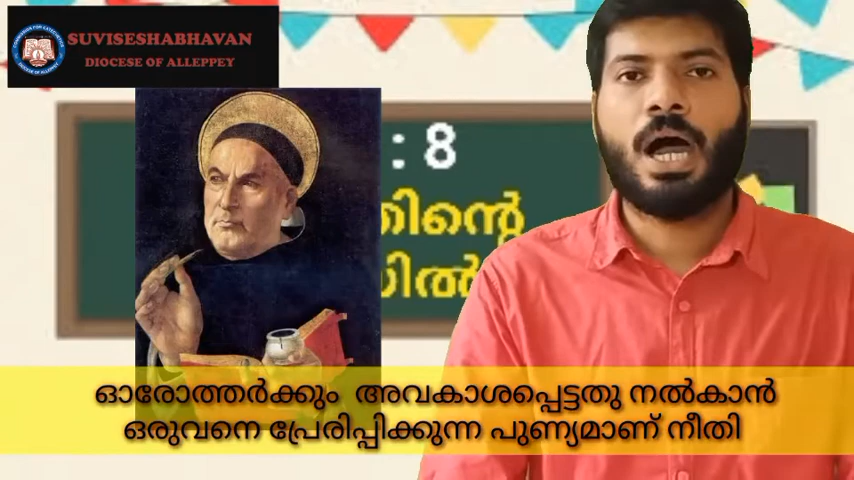 SUVISESHABHAVAN
DIOCESE OF ALLEPPEY
: 8
ഓരോത്തർക്കും അവകാശപ്പെട്ടതു നൽകാൻ
ഒരുവനെ പ്രേരിപ്പിക്കുന്ന പുണ്യമാണ് നീതി